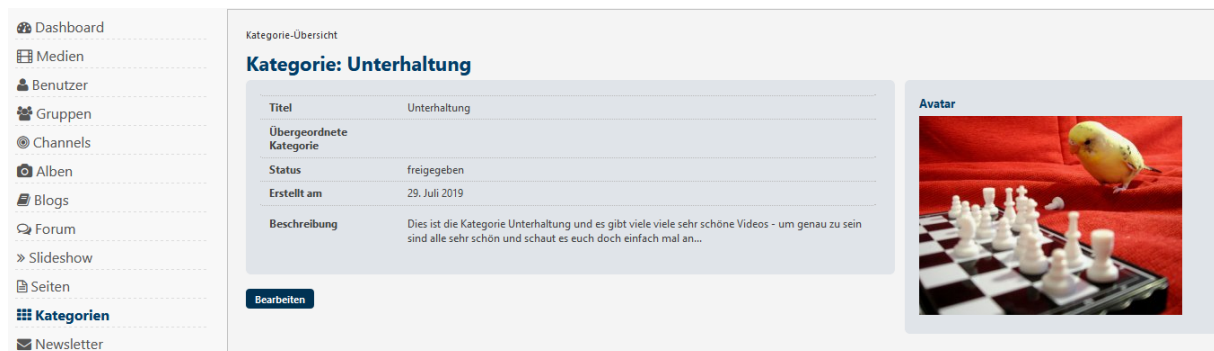 Dashboard
Medien
Benutzer
Gruppen
Channels
Alben
Blogs
Forum
Slideshow
Seiten
Kategorien
Newsletter
Kategorie-Übersicht
Kategorie: Unterhaltung
Titel Unterhaltung
Übergeordnete
Kategorie
Status freigegeben
Erstellt am 29. Juli 2019
Beschreibung Dies ist die Kategorie Unterhaltung und es gibt viele viele sehr schöne Videos - um genau zu sein
sind alle sehr schön und schaut es euch doch einfach mal an...
Bearbeiten
Avatar